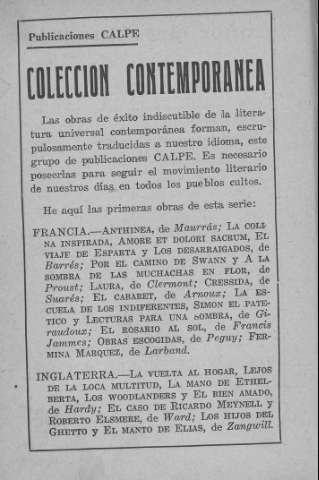 Publicaciones CALPE
COLECCION CONTEMPORANEA
Las obras de éxito indiscutible de la litera-
tura universal contemporánea forman, escru-
pulosamente traducidas a nuestro idioma, este
grupo de publicaciones CALPE. Es necesario
poseerlas para seguir el movimiento literario
de nuestros días en todos los pueblos cultos.
He aquí las primeras obras de esta serie:
FRANCIA.—ANTHINEA, de Maurrás; LA COLI-
NA INSPIRADA, AMORE ET DOLORI SACRUM, EL
VIAJE DE ESPARTA y LOS DESARRAIGADOS, de
Barrés; POR EL CAMINO DE SWANN y A LA
SOMBRA DE LAS MUCHACHAS EN FLOR, de
Proust; LAURA, de Clermont; CRESSIDA, de
Suarés; EL CABARET, de Arnoux; LA ES-
CUELA DE LOS INDIFERENTES, SIMON EL PATE-
TICO y LECTURAS PARA UNA SOMBRA, de Gi-
raudoux; EL ROSARIO AL SOL, de Francis
Jammes; OBRAS ESCOGIDAS, de Peguy; FER-
MINA MARQUEZ, de Larband.
INGLATERRA.—LA VUELTA AL HOGAR, LEJOS
DE LA LOCA MULTITUD, LA MANO DE ETHEL-
BERTA, LOS WOODLANDERS y EL BIEN AMADO,
de Hardy; EL CASO DE RICARDO MEYNELL y
ROBERTO ELSMERE, de Ward; LOS HIJOS DEL
GHETTO y EL MANTO DE ELIAS, de Zangwill.